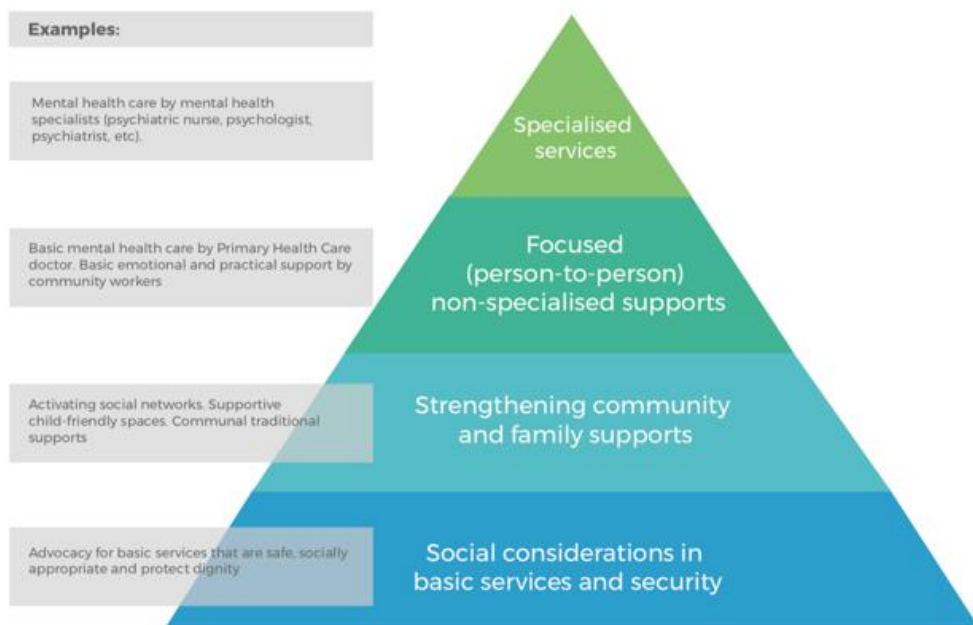 Examples:
Mental health care by mental health
specialists (psychiatric nurse, psychologist,
psychiatrist, etc).
Specialised
services
Basic mental health care by Primary Health Care
doctor. Basic emotional and practical support by
community workers
Focused
(person-to-person)
non-specialised supports
Activating social networks. Supportive
child-friendly spaces. Communal traditional
supports
Strengthening community
and family supports
Advocacy for basic services that are safe, socially
appropriate and protect dignity
Social considerations in
basic services and security